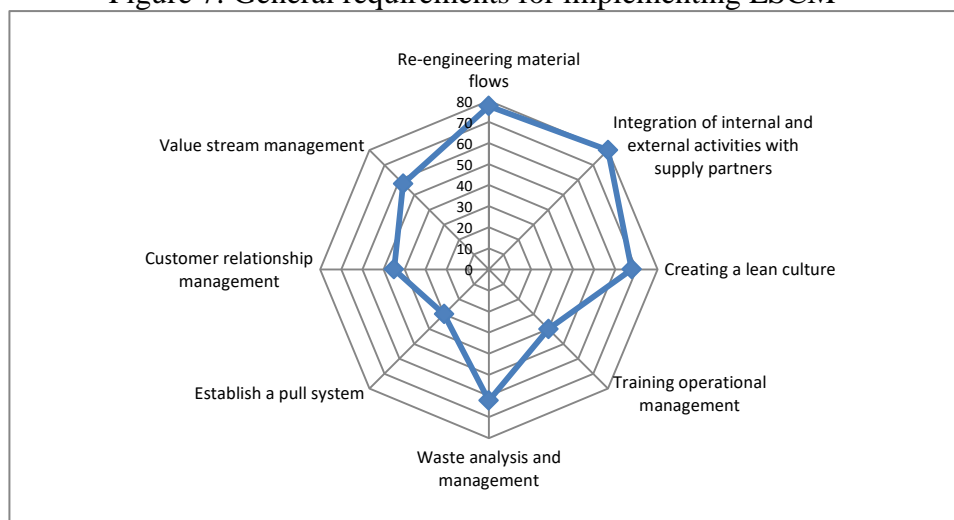 Figure 7. General requirements for implementing LSCM
Re-engineering material
flows
80
70
60
50
40
30
20
10
0
Integration of internal and
external activities with
supply partners
Creating a lean culture
Training operational
management
Waste analysis and
management
Establish a pull system
Customer relationship
management
Value stream management